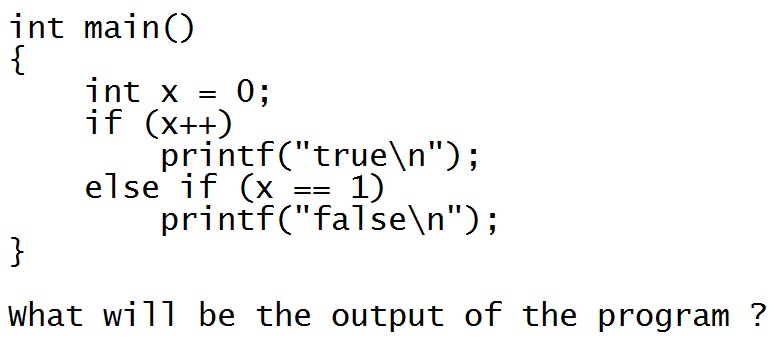 int main()
{
    int x = 0;
    if (x++)
        printf("true\n");
    else if (x == 1)
        printf("false\n");
}
What will be the output of the program ?